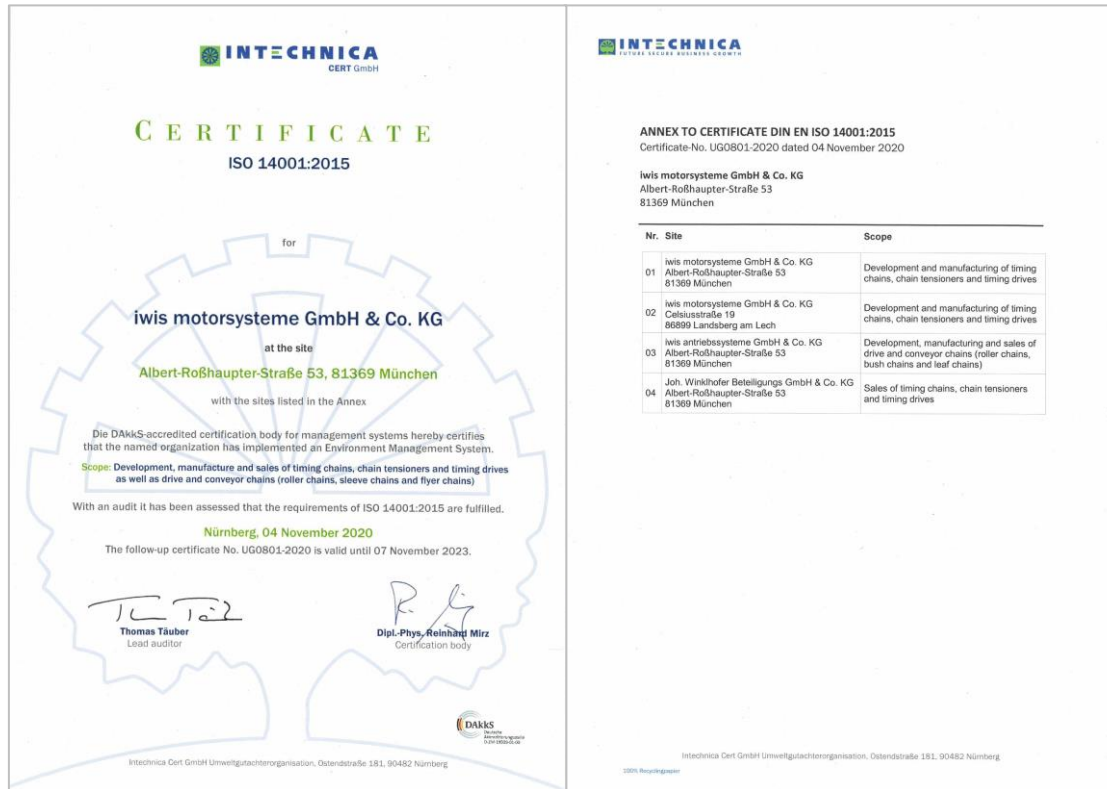 INTECHNICA
CERT GmbH
CERTIFICATE
ISO 14001:2015
for
iwis motorsysteme GmbH & Co. KG
at the site
Albert-Roßhaupter-Straße 53, 81369 München
with the sites listed in the Annex
Die DAkkS-accredited certification body for management systems hereby certifies
that the named organization has implemented an Environment Management System.
Scope: Development, manufacture and sales of timing chains, chain tensioners and timing drives
as well as drive and conveyor chains (roller chains, sleeve chains and flyer chains)
With an audit it has been assessed that the requirements of ISO 14001:2015 are fulfilled.
Nürnberg, 04 November 2020
The follow-up certificate No. UG0801-2020 is valid until 07 November 2023.
Thomas Täuber
Lead auditor
Dipl.-Phys. Reinhard Mirz
Certification body
DAkkS
Deutsche
Akkreditierungsstelle
Intechnica Cert GmbH Umweltgutachterorganisation, Ostendstraße 181, 90482 Nürnberg
INTECHNICA
FUTURE SECURE BUSINESS GROWTH
ANNEX TO CERTIFICATE DIN EN ISO 14001:2015
Certificate-No. UG0801-2020 dated 04 November 2020
iwis motorsysteme GmbH & Co. KG
Albert-Roßhaupter-Straße 53
81369 München
Nr. Site Scope
01 iwis motorsysteme GmbH & Co. KG
Albert-Roßhaupter-Straße 53
81369 München
Development and manufacturing of timing
chains, chain tensioners and timing drives
02 iwis motorsysteme GmbH & Co. KG
Celsiusstraße 19
86899 Landsberg am Lech
Development and manufacturing of timing
chains, chain tensioners and timing drives
03 iwis antriebssysteme GmbH & Co. KG
Albert-Roßhaupter-Straße 53
81369 München
Development, manufacturing and sales of
drive and conveyor chains (roller chains,
bush chains and leaf chains)
04 Joh. Winklhofer Beteiligungs GmbH & Co. KG
Albert-Roßhaupter-Straße 53
81369 München
Sales of timing chains, chain tensioners
and timing drives
Intechnica Cert GmbH Umweltgutachterorganisation, Ostendstraße 181, 90482 Nürnberg
100% Recyclingpapier